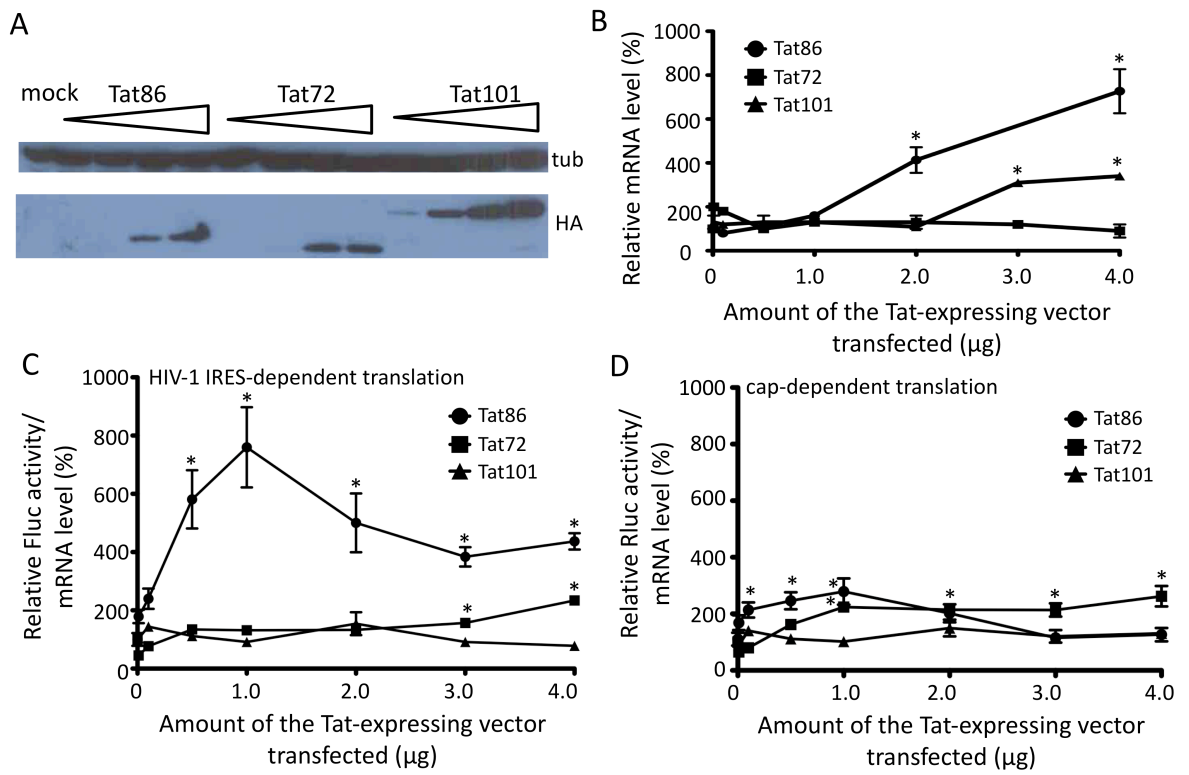 A
mock Tat86 Tat72 Tat101
tub
HA
B
Relative mRNA level (%)
1000
800
600
400
200
0
Tat86
Tat72
Tat101
*
*
*
*
0 1.0 2.0 3.0 4.0
Amount of the Tat-expressing vector
transfected (µg)
C
HIV-1 IRES-dependent translation
Relative Fluc activity/
mRNA level (%)
1000
800
600
400
200
0
Tat86
Tat72
Tat101
*
*
*
*
*
*
*
0 1.0 2.0 3.0 4.0
Amount of the Tat-expressing vector
transfected (µg)
D
cap-dependent translation
Relative Rluc activity/
mRNA level (%)
1000
800
600
400
200
0
Tat86
Tat72
Tat101
*
*
*
*
*
*
*
0 1.0 2.0 3.0 4.0
Amount of the Tat-expressing vector
transfected (µg)